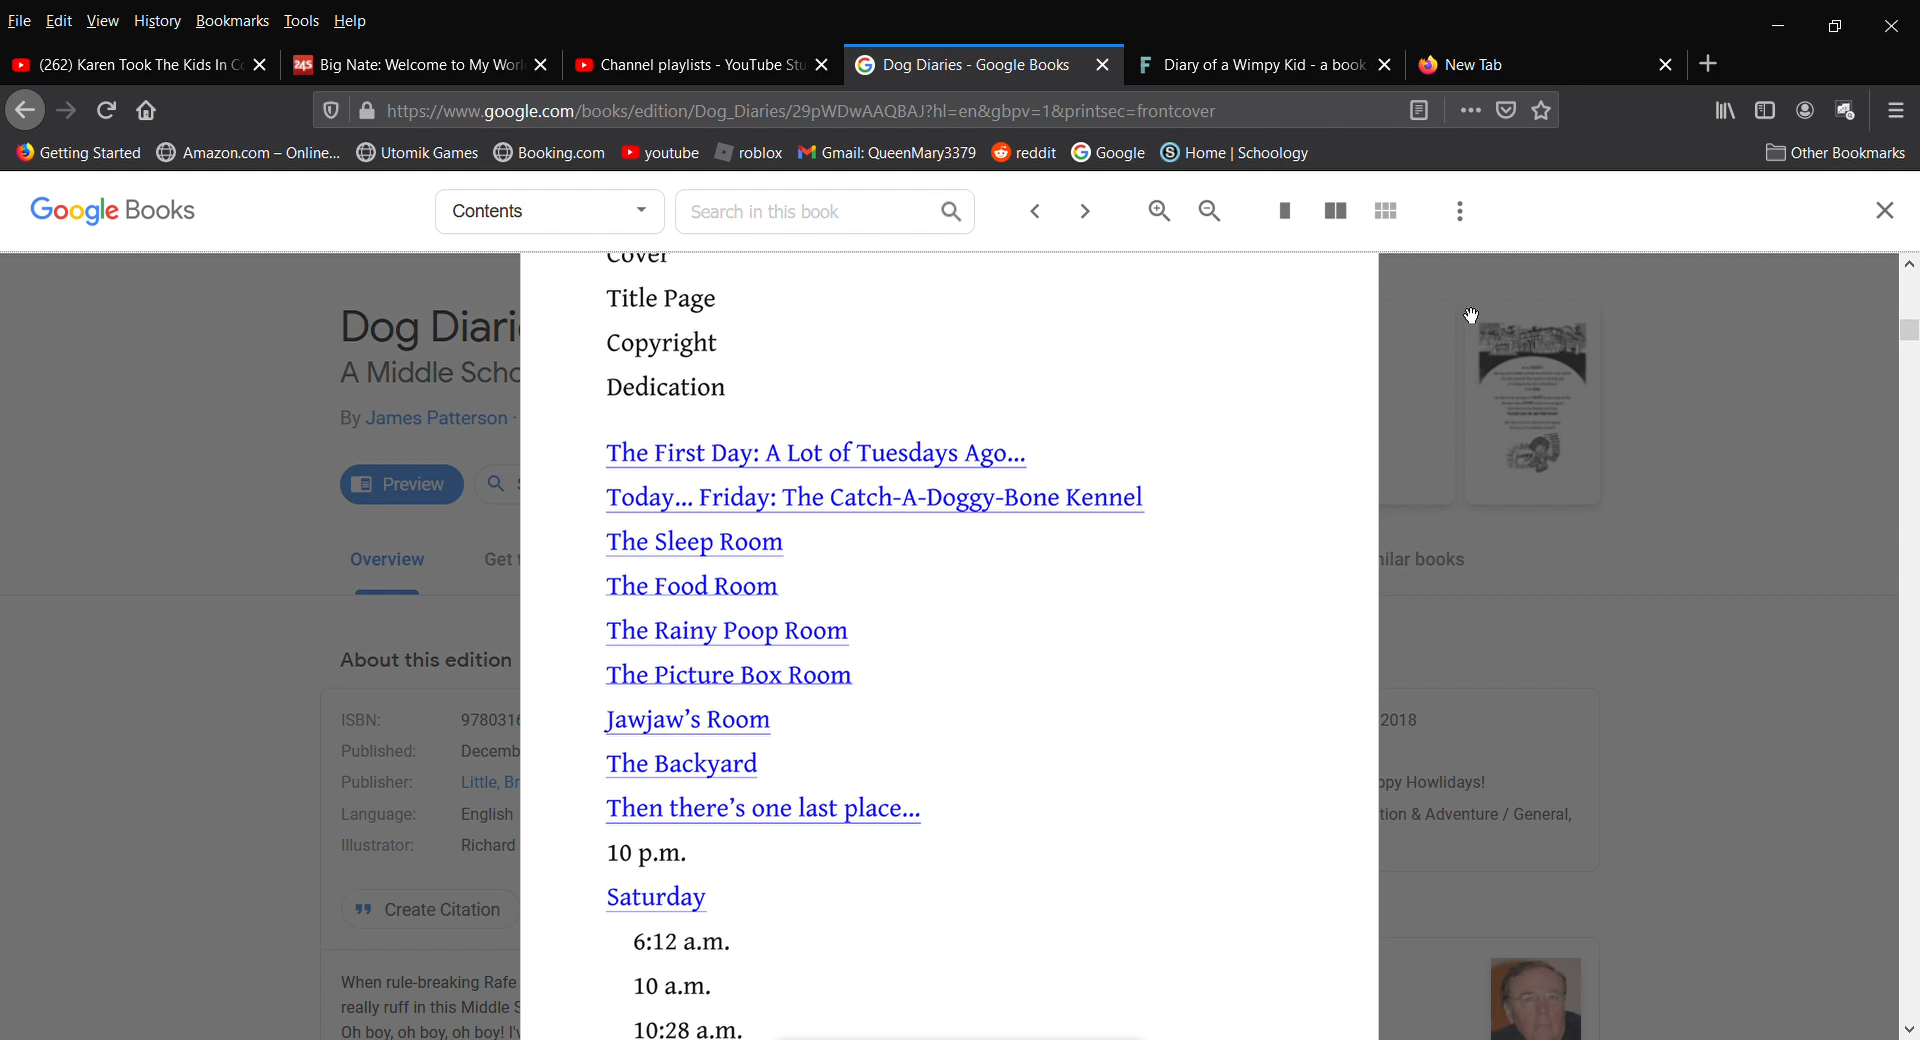 File Edit View History Bookmarks Tools Help
(262) Karen Took The Kids In C
Big Nate: Welcome to My Worl
Channel playlists - YouTube Stu
Dog Diaries - Google Books
Diary of a Wimpy Kid - a book
New Tab
https://www.google.com/books/edition/Dog_Diaries/29pWDwAAQBAJ?hl=en&gbpv=1&printsec=frontcover
Getting Started Amazon.com – Online... Utomik Games Booking.com youtube roblox Gmail: QueenMary3379 reddit Google Home | Schoology Other Bookmarks
Google Books
Contents
Search in this book
Cover
Title Page
Copyright
Dedication
The First Day: A Lot of Tuesdays Ago...
Today... Friday: The Catch-A-Doggy-Bone Kennel
The Sleep Room
The Food Room
The Rainy Poop Room
The Picture Box Room
Jawjaw's Room
The Backyard
Then there's one last place...
10 p.m.
Saturday
6:12 a.m.
10 a.m.
10:28 a.m.
Dog Diari
A Middle Scho
By James Patterson ·
Preview
Overview Get
ilar books
About this edition
ISBN: 9780316
2018
Published: Decemb
Publisher: Little, Br
ppy Howlidays!
Language: English
tion & Adventure / General,
Illustrator: Richard
Create Citation
When rule-breaking Rafe
really ruff in this Middle S
Oh boy, oh boy, oh boy! I'v